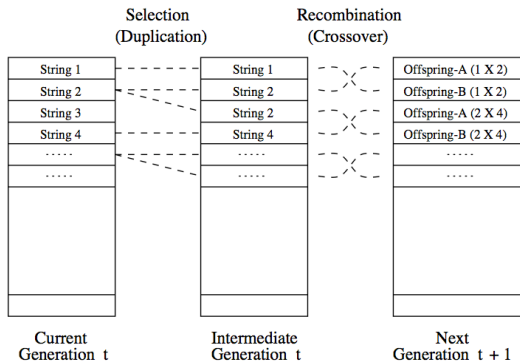 Selection
(Duplication)
Recombination
(Crossover)
String 1
String 2
String 3
String 4
.....
.....
String 1
String 2
String 2
String 4
.....
.....
Offspring-A (1 X 2)
Offspring-B (1 X 2)
Offspring-A (2 X 4)
Offspring-B (2 X 4)
.....
.....
Current
Generation t
Intermediate
Generation t
Next
Generation t + 1